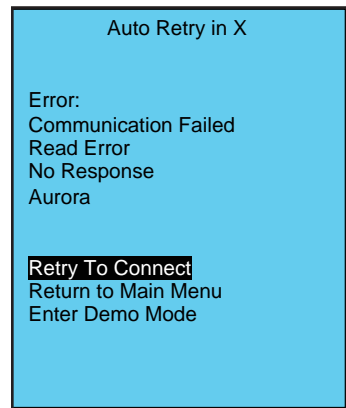 Auto Retry in X
Error:
Communication Failed
Read Error
No Response
Aurora
Retry To Connect
Return to Main Menu
Enter Demo Mode